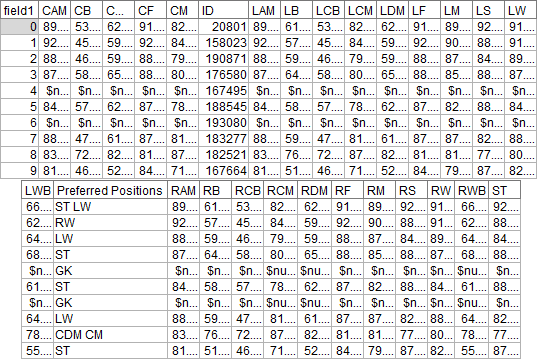 field1 CAM CB C... CF CM ID LAM LB LCB LCM LDM LF LM LS LW
0 89.... 53.... 62.... 91.... 82.... 20801 89.... 61.... 53.... 82.... 62.... 91.... 89.... 92.... 91....
1 92.... 45.... 59.... 92.... 84.... 158023 92.... 57.... 45.... 84.... 59.... 92.... 90.... 88.... 91....
2 88.... 46.... 59.... 88.... 79.... 190871 88.... 59.... 46.... 79.... 59.... 88.... 87.... 84.... 89....
3 87.... 58.... 65.... 88.... 80.... 176580 87.... 64.... 58.... 80.... 65.... 88.... 85.... 88.... 87....
4 $n... $n... $n... $n... $n... 167495 $n... $n... $n... $n... $n... $n... $n... $n... $n...
5 84.... 57.... 62.... 87.... 78.... 188545 84.... 58.... 57.... 78.... 62.... 87.... 82.... 88.... 84....
6 $n... $n... $n... $n... $n... 193080 $n... $n... $n... $n... $n... $n... $n... $n... $n...
7 88.... 47.... 61.... 87.... 81.... 183277 88.... 59.... 47.... 81.... 61.... 87.... 87.... 82.... 88....
8 83.... 72.... 82.... 81.... 87.... 182521 83.... 76.... 72.... 87.... 82.... 81.... 81.... 77.... 80....
9 81.... 46.... 52.... 84.... 71.... 167664 81.... 51.... 46.... 71.... 52.... 84.... 79.... 87.... 82....
LWB Preferred Positions RAM RB RCB RCM RDM RF RM RS RW RWB ST
66.... ST LW 89.... 61.... 53.... 82.... 62.... 91.... 89.... 92.... 91.... 66.... 92....
62.... RW 92.... 57.... 45.... 84.... 59.... 92.... 90.... 88.... 91.... 62.... 88....
64.... LW 88.... 59.... 46.... 79.... 59.... 88.... 87.... 84.... 89.... 64.... 84....
68.... ST 87.... 64.... 58.... 80.... 65.... 88.... 85.... 88.... 87.... 68.... 88....
$n... GK $n... $n... $n... $nu... $nu... $n... $n... $n... $n... $nu... $n...
61.... ST 84.... 58.... 57.... 78.... 62.... 87.... 82.... 88.... 84.... 61.... 88....
$n... GK $n... $n... $n... $nu... $nu... $n... $n... $n... $n... $nu... $n...
64.... LW 88.... 59.... 47.... 81.... 61.... 87.... 87.... 82.... 88.... 64.... 82....
78.... CDM CM 83.... 76.... 72.... 87.... 82.... 81.... 81.... 77.... 80.... 78.... 77....
55.... ST 81.... 51.... 46.... 71.... 52.... 84.... 79.... 87.... 82.... 55.... 87....